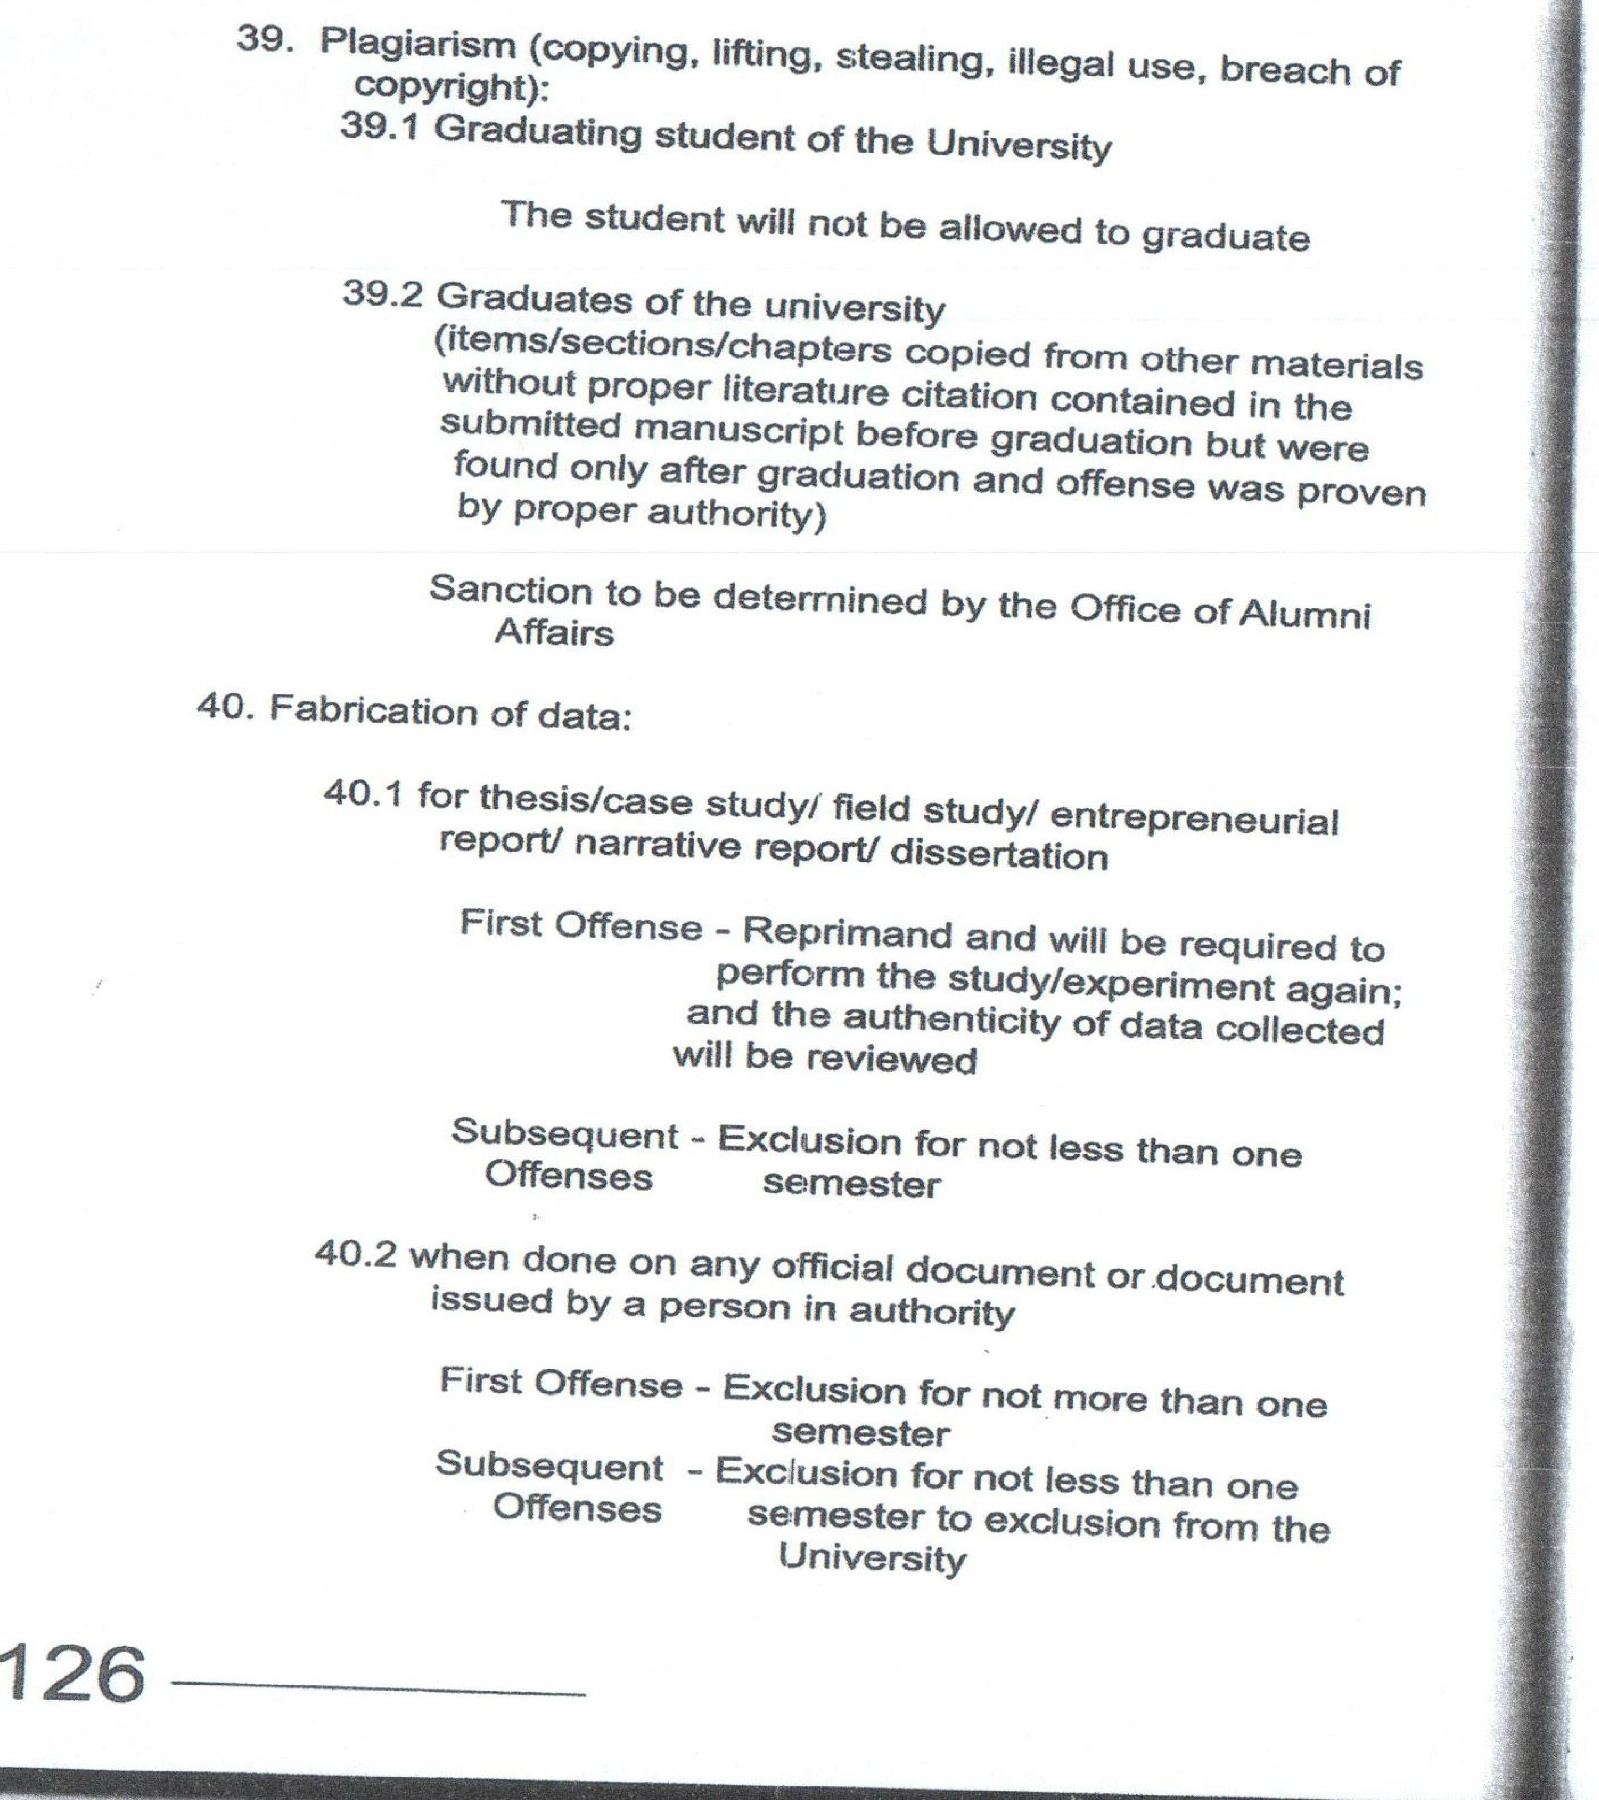 39. Plagiarism (copying, lifting, stealing, illegal use, breach of
copyright):
39.1 Graduating student of the University
The student will not be allowed to graduate
39.2 Graduates of the university
(items/sections/chapters copied from other materials
without proper literature citation contained in the
submitted manuscript before graduation but were
found only after graduation and offense was proven
by proper authority)
Sanction to be determined by the Office of Alumni
Affairs
40. Fabrication of data:
40.1 for thesis/case study/ field study/ entrepreneurial
report/ narrative report/ dissertation
First Offense - Reprimand and will be required to
perform the study/experiment again;
and the authenticity of data collected
will be reviewed
Subsequent - Exclusion for not less than one
Offenses semester
40.2 when done on any official document or document
issued by a person in authority
First Offense - Exclusion for not more than one
semester
Subsequent - Exclusion for not less than one
Offenses semester to exclusion from the
University
126